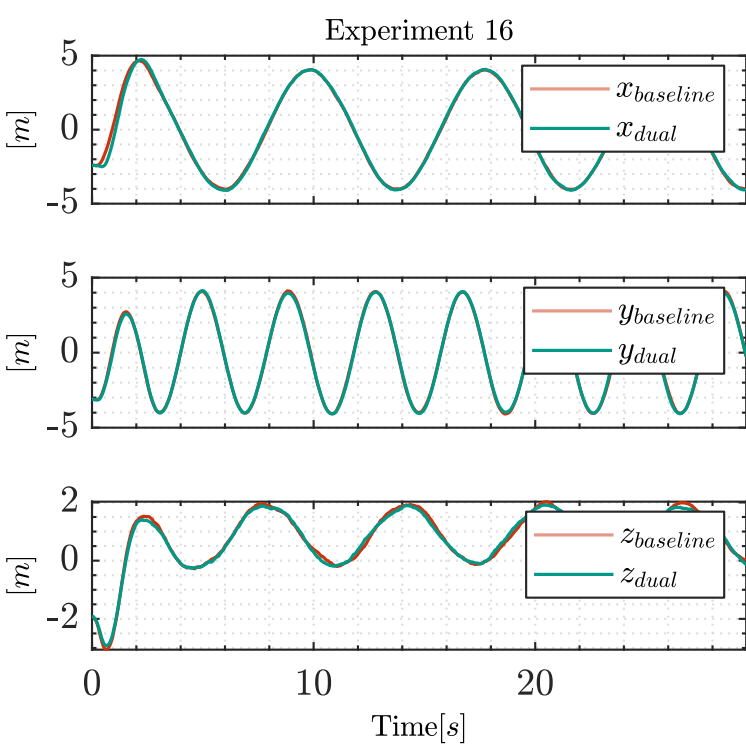 Experiment 16
5
0
-5
[m]
x_baseline
x_dual
5
0
-5
[m]
y_baseline
y_dual
2
0
-2
[m]
z_baseline
z_dual
0 10 20
Time[s]